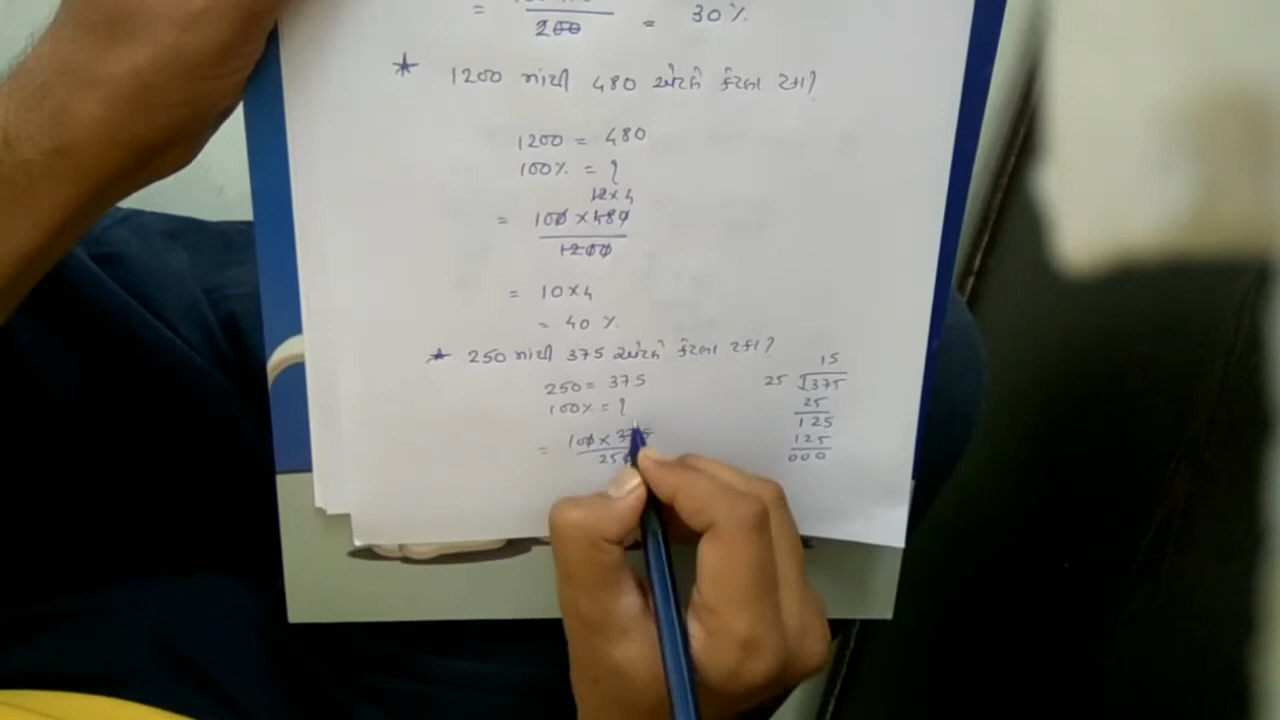 =
200 = 30%
* 1200 માંથી 480 એટલે કેટલા ટકા?
1200 = 480
100% = ?
12 × 4
= 100 × 480
1200
= 10 × 4
= 40 %.
* 250 માંથી 375 એટલે કેટલા ટકા?
250 = 375
100% = ?
= 100 × 375
250
15
25 √375
25
125
125
000